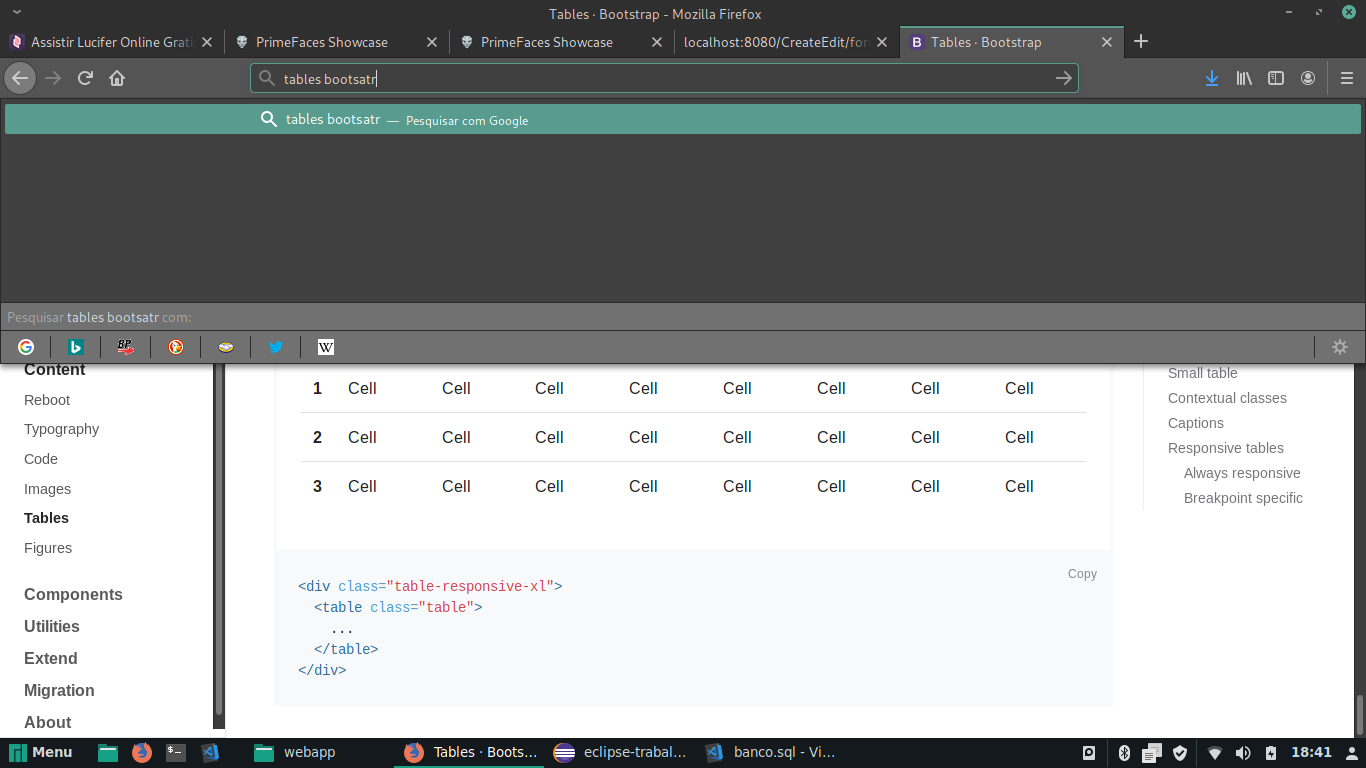 Tables · Bootstrap - Mozilla Firefox
Assistir Lucifer Online Grati
PrimeFaces Showcase
PrimeFaces Showcase
localhost:8080/CreateEdit/for
B Tables · Bootstrap
tables bootsatr
tables bootsatr — Pesquisar com Google
Pesquisar tables bootsatr com:
G b BP W
Content
Reboot
Typography
Code
Images
Tables
Figures
Components
Utilities
Extend
Migration
About
1 Cell Cell Cell Cell Cell Cell Cell Cell
2 Cell Cell Cell Cell Cell Cell Cell Cell
3 Cell Cell Cell Cell Cell Cell Cell Cell
Copy
<div class="table-responsive-xl">
<table class="table">
...
</table>
</div>
Small table
Contextual classes
Captions
Responsive tables
Always responsive
Breakpoint specific
Menu
webapp
Tables · Boots...
eclipse-trabal...
banco.sql - Vi...
18:41